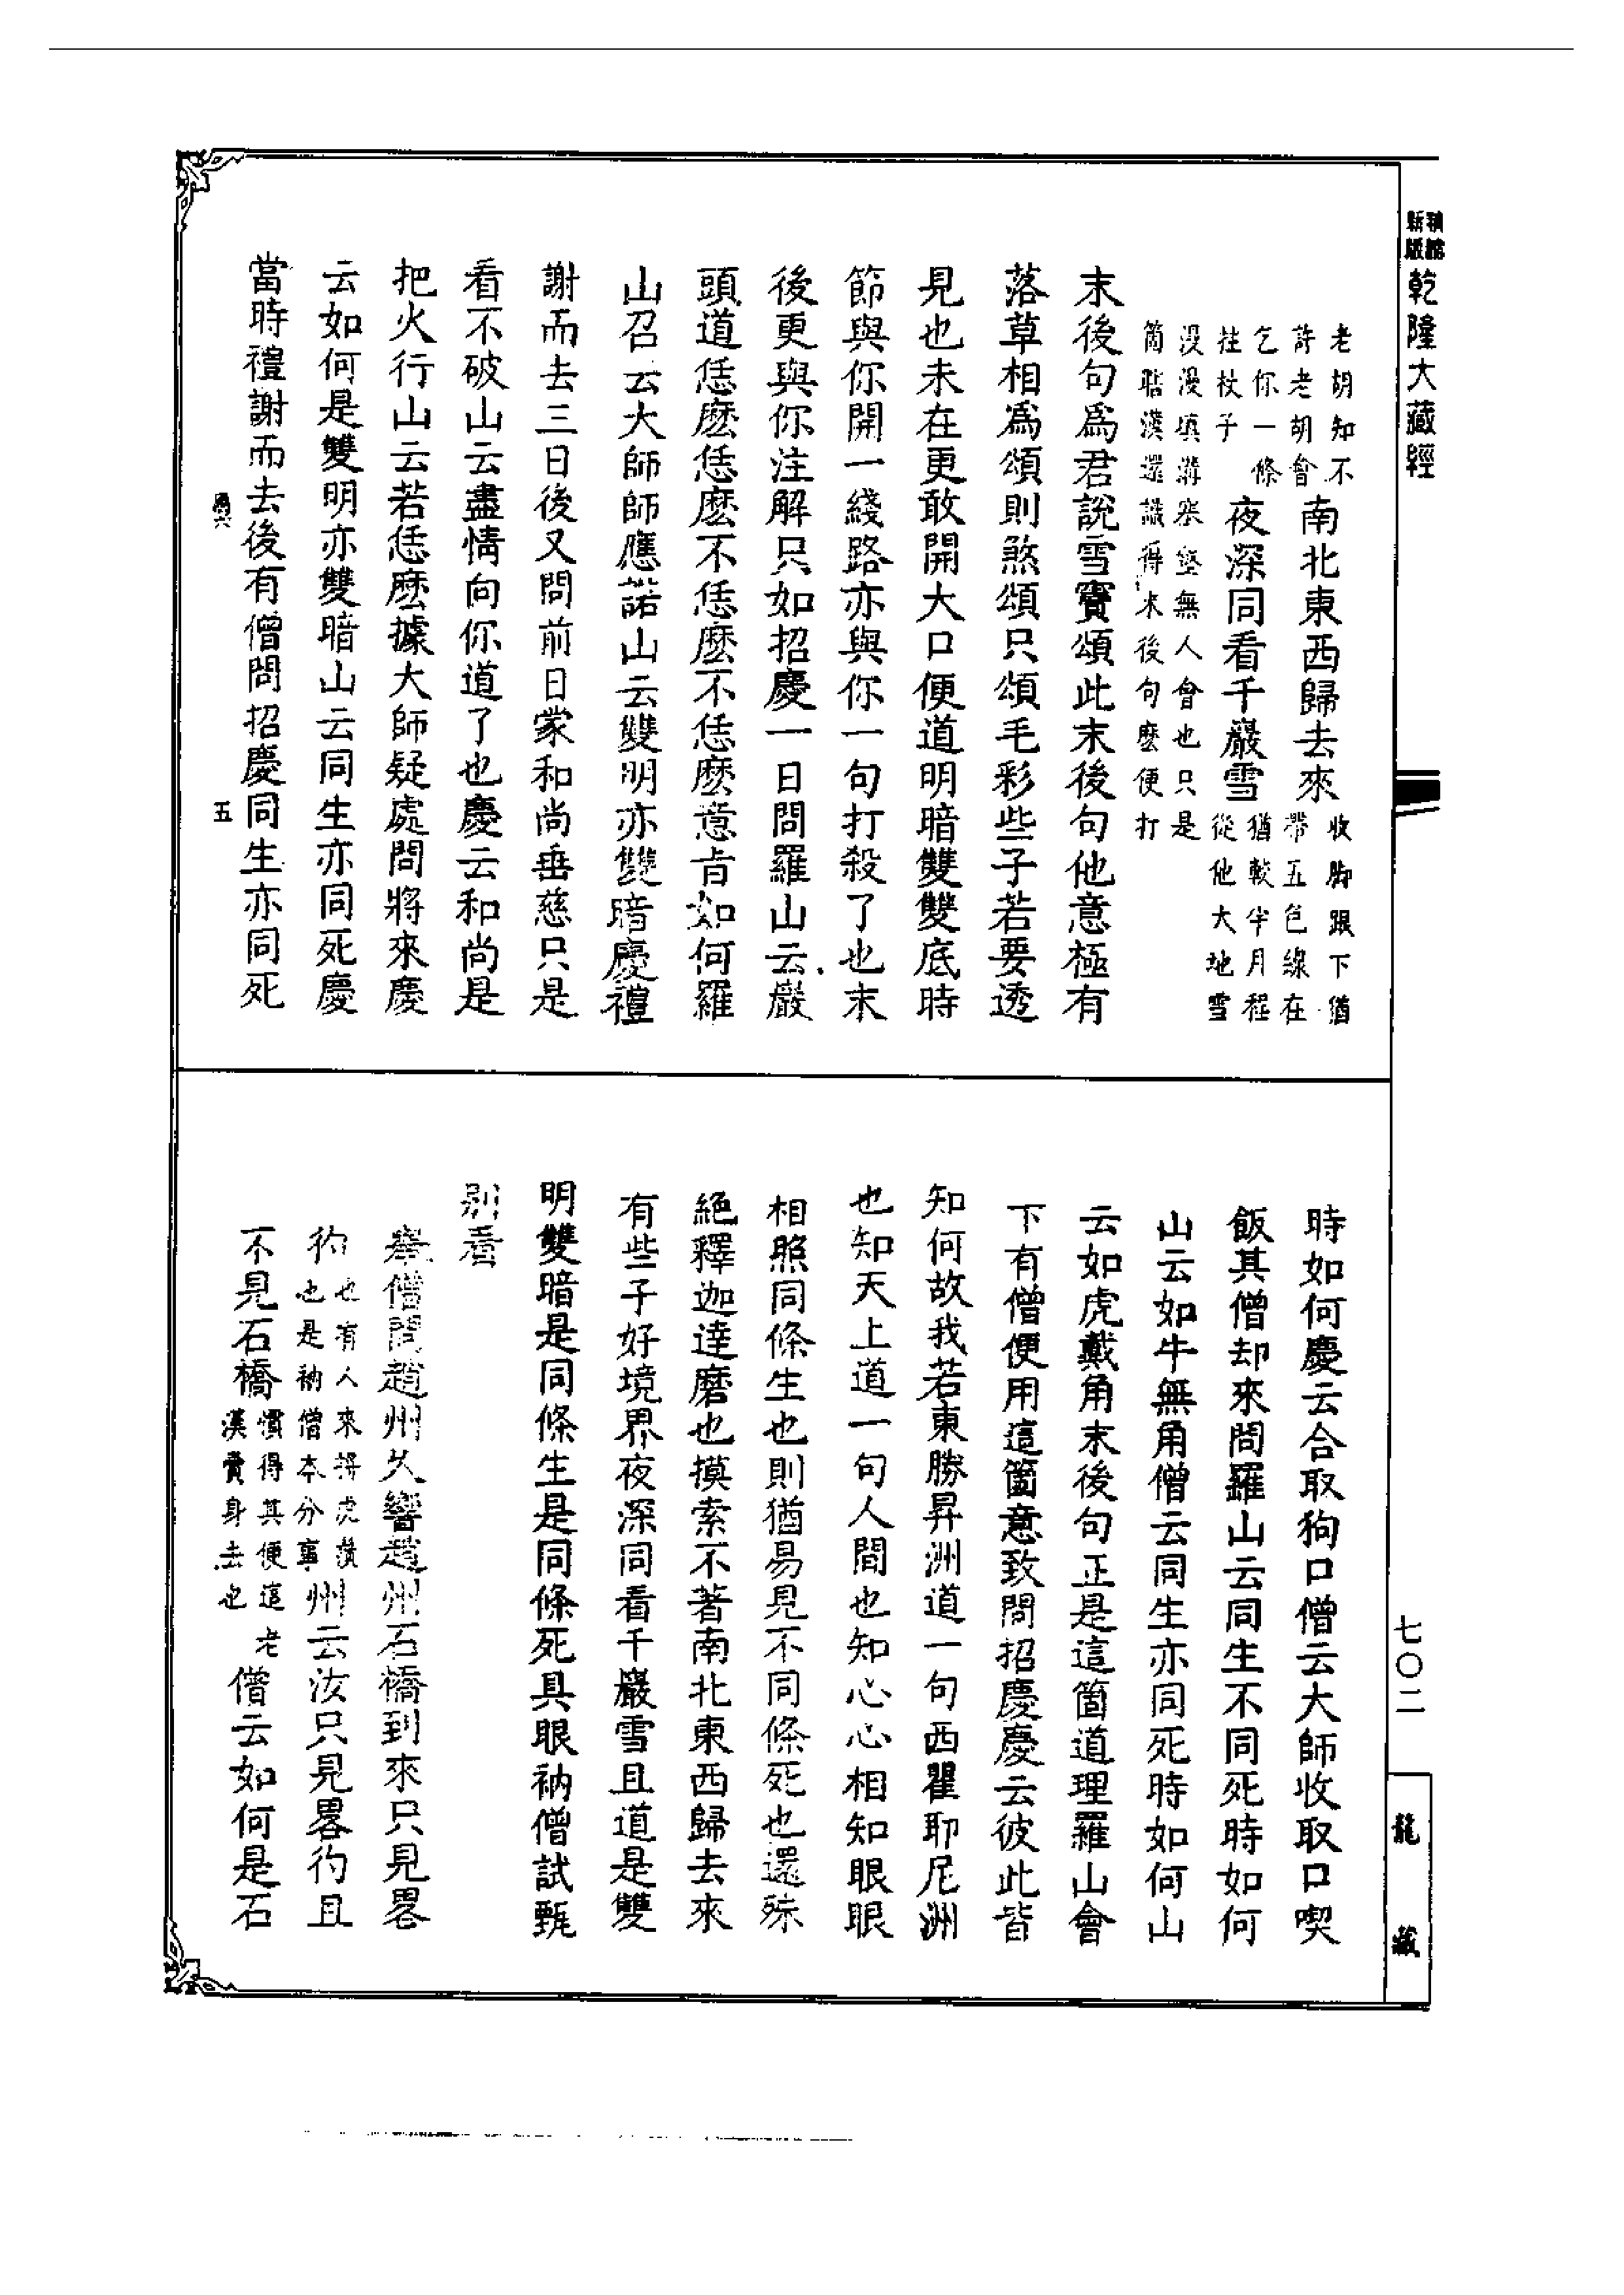 乾隆大藏經
老胡知不
許老胡會
南北東西歸去來
收脚跟下猶
帶五色線在
乞你一條
拄杖子
夜深同看千巖雪
猶較半月程
從他大地雪
漫填溝塞壑無人會也只是
箇瞎漢還識得末後句麽便打
末後句爲君說雪竇頌此末後句他意極有
落草相爲頌則煞頌只頌毛彩些子若要透
見也未在更敢開大口便道明暗雙雙底時
節與你開一綫路亦與你一句打殺了也末
後更與你注解只如招慶一日問羅山云巖
頭道恁麽恁麽不恁麽不恁麽意旨如何羅
山召云大師師應諾山云雙明亦雙暗慶禮
謝而去三日後又問前日蒙和尚垂慈只是
看不破山云盡情向你道了也慶云和尚是
把火行山云若恁麽據大師疑處問將來慶
云如何是雙明亦雙暗山云同生亦同死慶
當時禮謝而去後有僧問招慶同生亦同死
五
時如何慶云合取狗口僧云大師收取口喫
飯其僧却來問羅山云同生不同死時如何
山云如牛無角僧云同生亦同死時如何山
云如虎戴角末後句正是這箇道理羅山會
下有僧便用這箇意致問招慶慶云彼此皆
知何故我若東勝昇洲道一句西瞿耶尼洲
也知天上道一句人間也知心心相知眼眼
相照同條生也則猶易見不同條死也還殊
絕釋迦達磨也摸索不著南北東西歸去來
有些子好境界夜深同看千巖雪且道是雙
明雙暗是同條生是同條死具眼衲僧試甄
別看
舉僧問趙州久響趙州石橋到來只見畧
彴
也有人來捋虎鬚
也是衲僧本分事
州云汝只見畧彴且
不見石橋
慣得其便這老
漢賣身去也
僧云如何是石
七〇二
龍藏